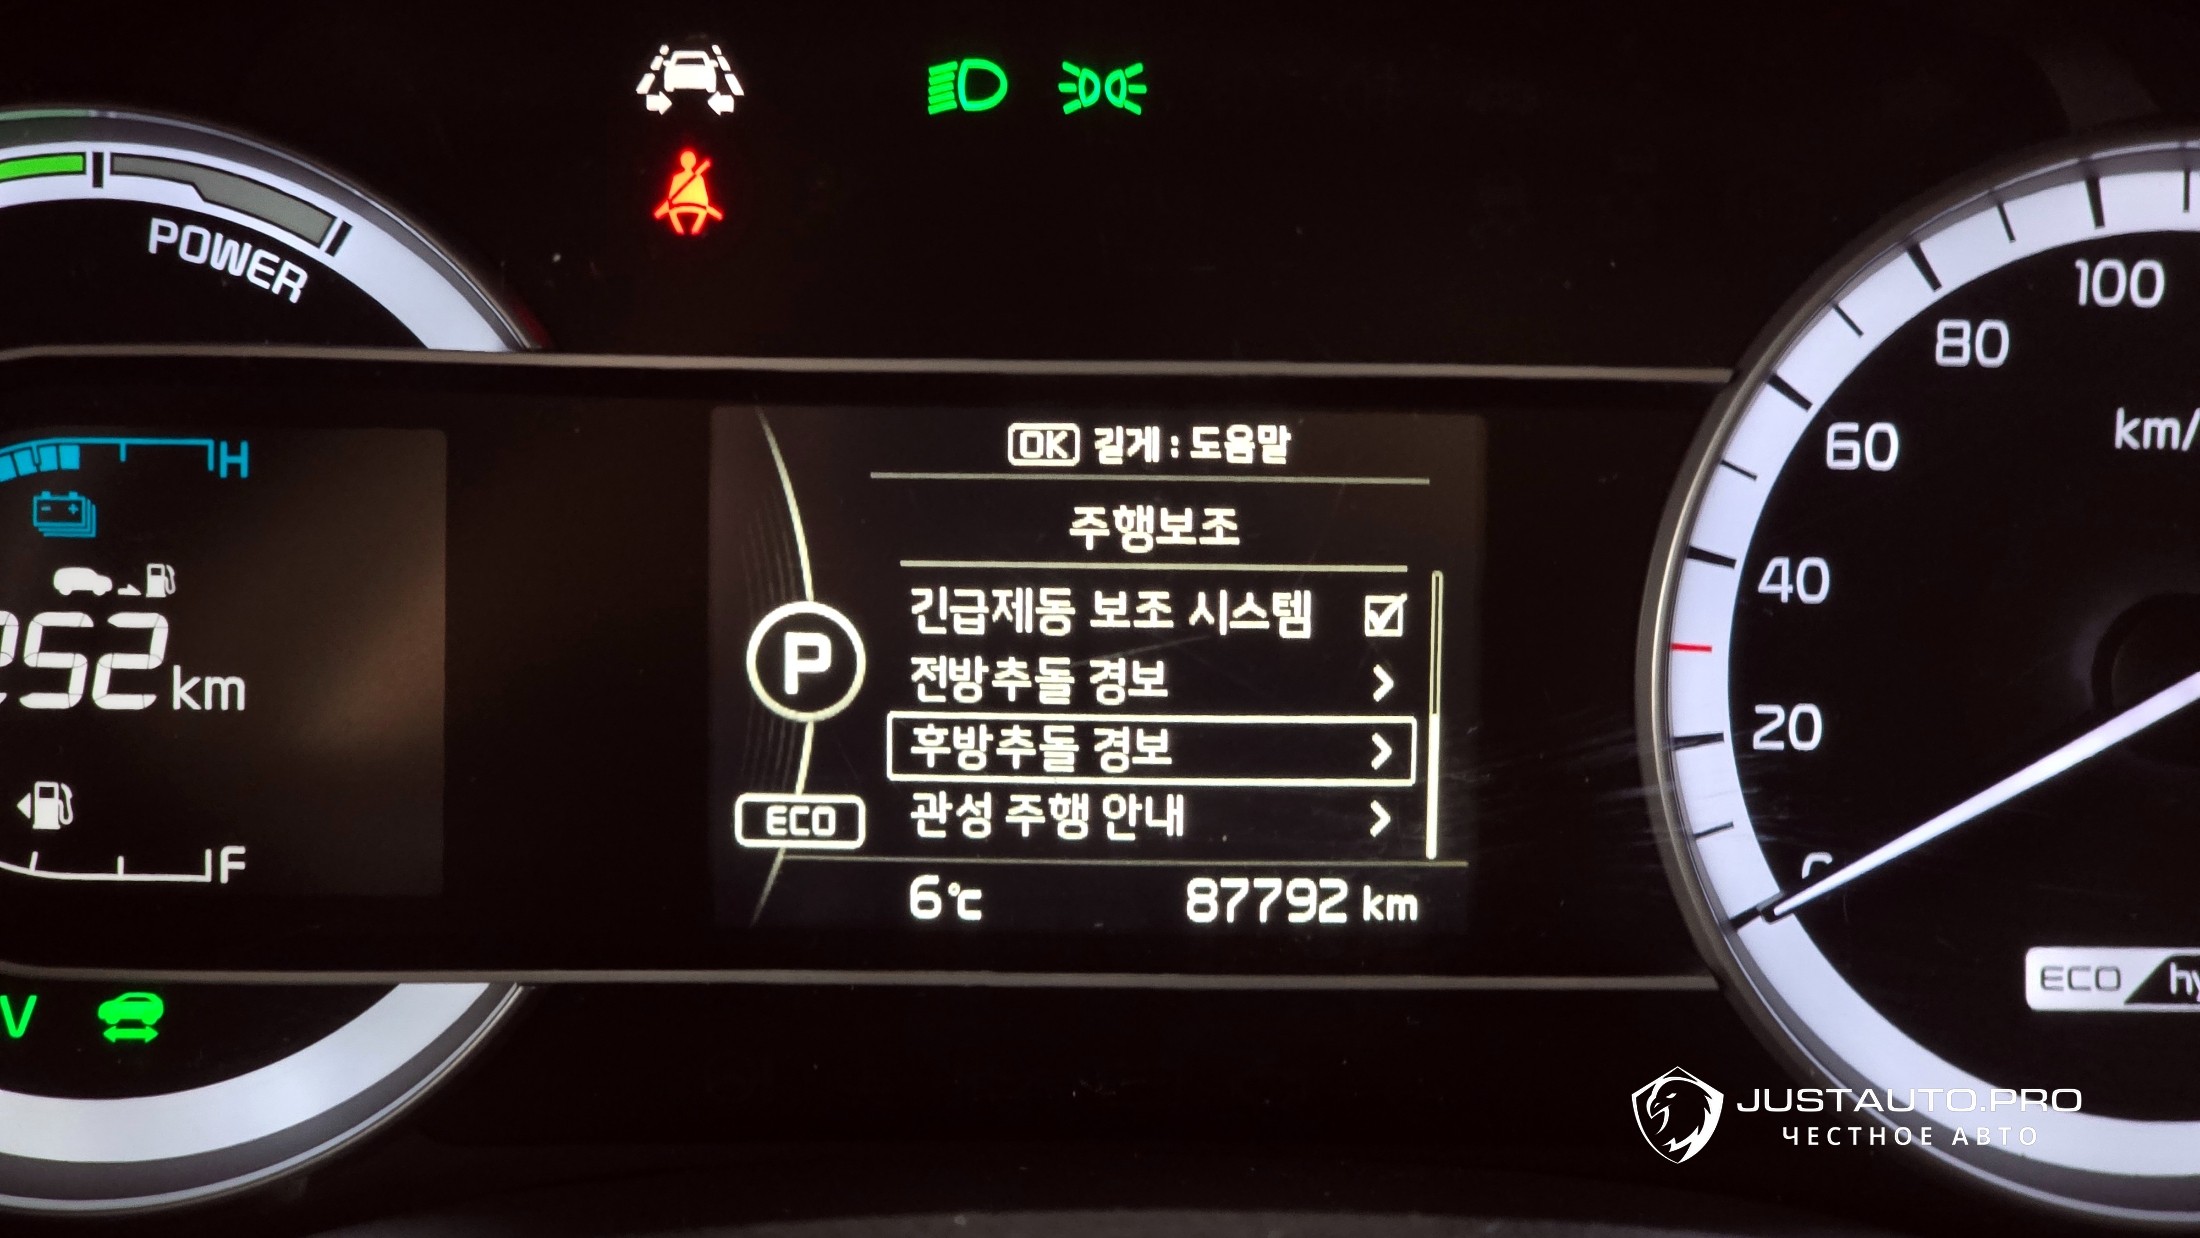 POWER
H
km
F
V
OK 길게 : 도움말
주행보조
긴급제동 보조 시스템
전방추돌 경보
후방추돌 경보
관성 주행 안내
P
ECO
6℃
87792 km
100
80
60
40
20
km/
ECO
JUSTAUTO.PRO
ЧЕСТНОЕ АВТО